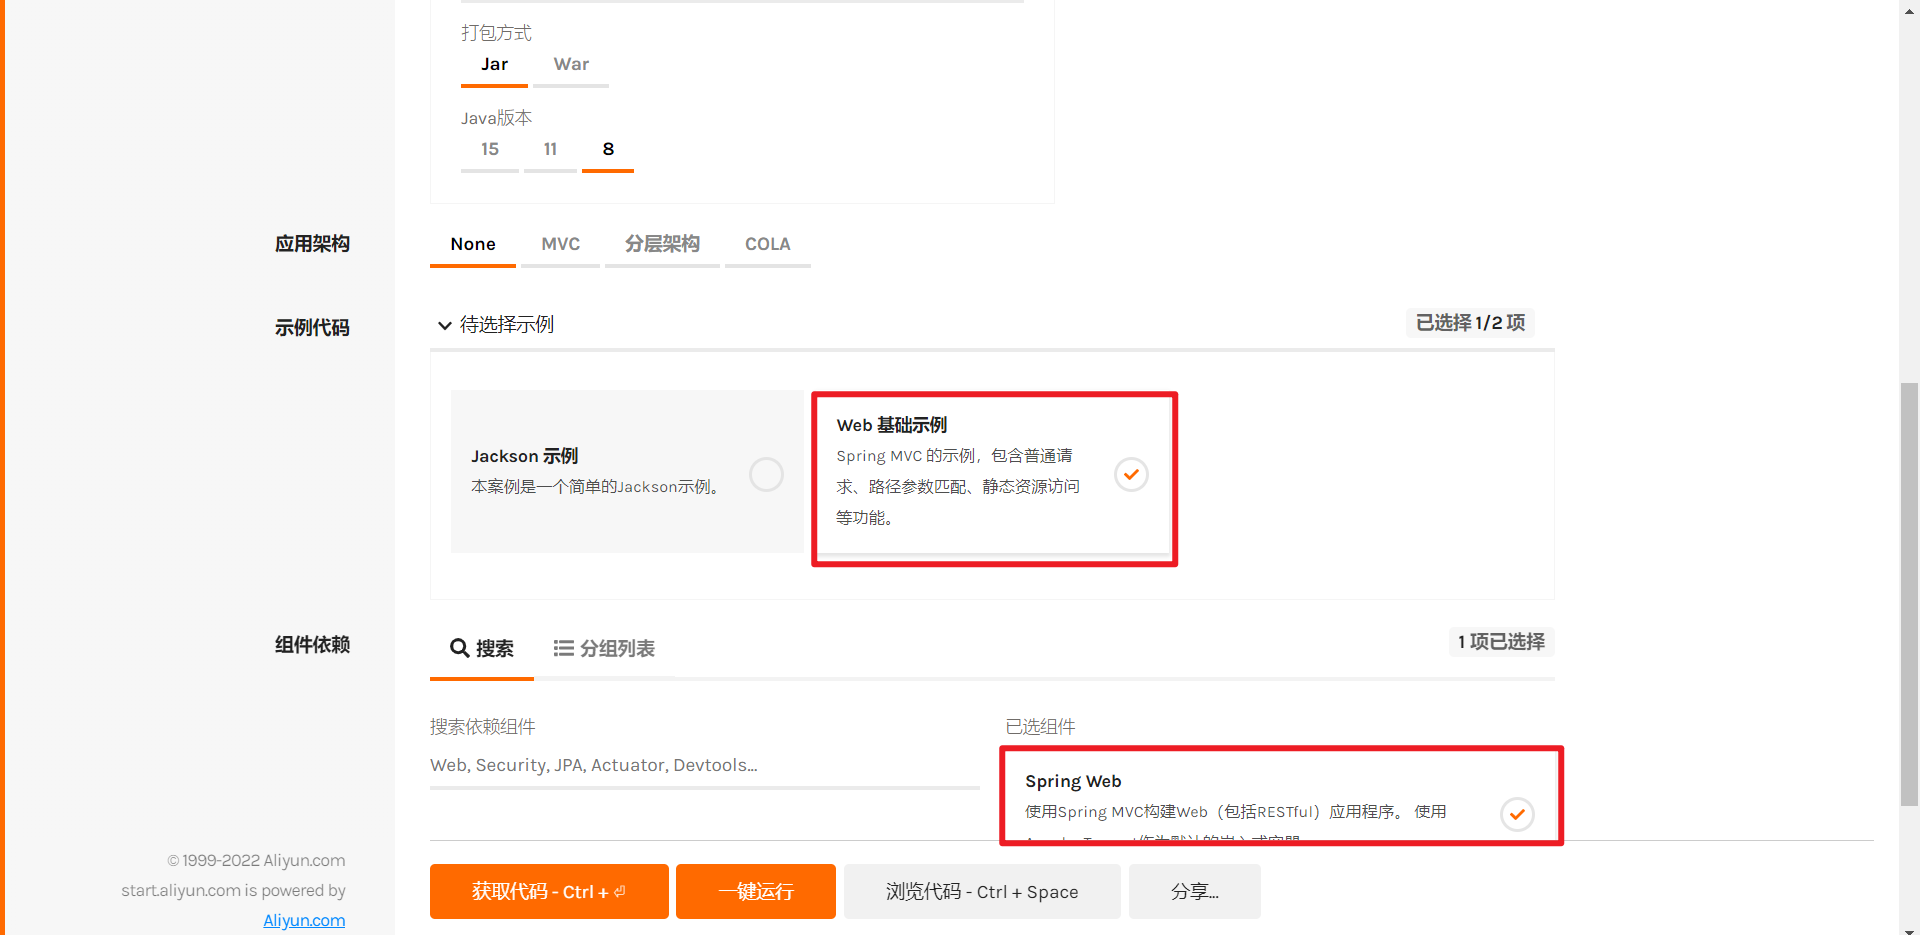 打包方式
Jar War
Java版本
15 11 8
应用架构
None MVC 分层架构 COLA
示例代码
待选择示例
已选择 1/2 项
Jackson 示例
本案例是一个简单的Jackson示例。
Web 基础示例
Spring MVC 的示例，包含普通请
求、路径参数匹配、静态资源访问
等功能。
组件依赖
搜索 分组列表
1 项已选择
搜索依赖组件
Web, Security, JPA, Actuator, Devtools...
已选组件
Spring Web
使用Spring MVC构建Web（包括RESTful）应用程序。 使用
© 1999-2022 Aliyun.com
start.aliyun.com is powered by
Aliyun.com
获取代码 - Ctrl + ⏎
一键运行
浏览代码 - Ctrl + Space
分享...